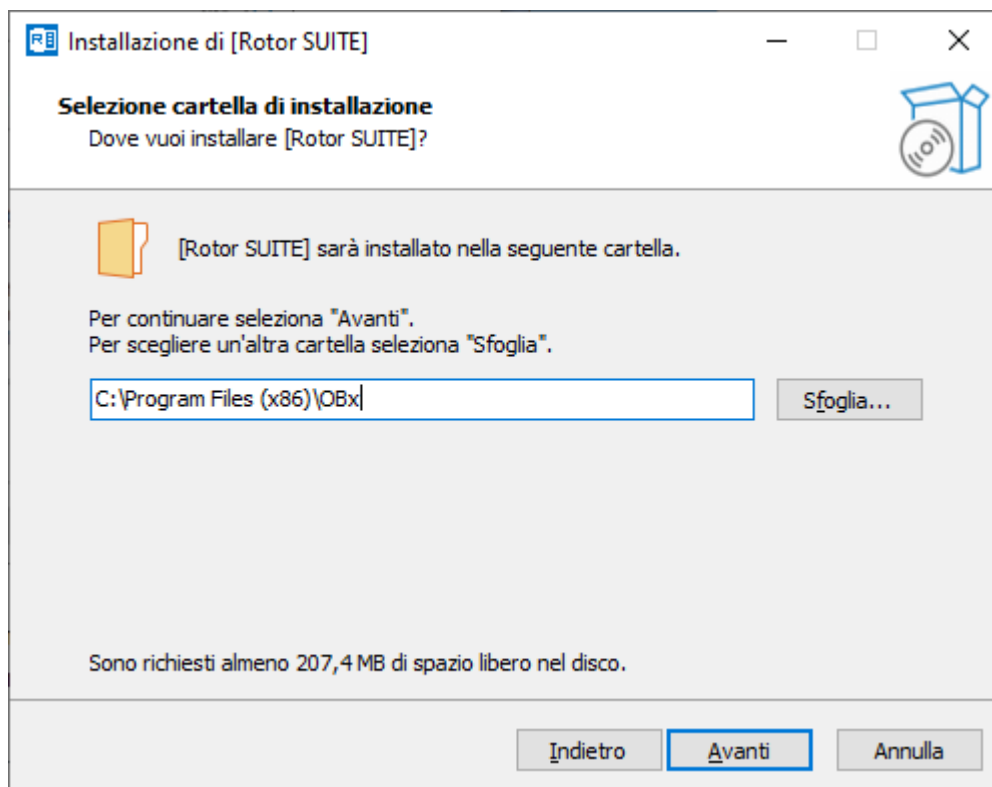 Installazione di [Rotor SUITE]
Selezione cartella di installazione
Dove vuoi installare [Rotor SUITE]?
[Rotor SUITE] sarà installato nella seguente cartella.
Per continuare seleziona "Avanti".
Per scegliere un'altra cartella seleziona "Sfoglia".
C:\Program Files (x86)\OBx
Sfoglia...
Sono richiesti almeno 207,4 MB di spazio libero nel disco.
Indietro
Avanti
Annulla